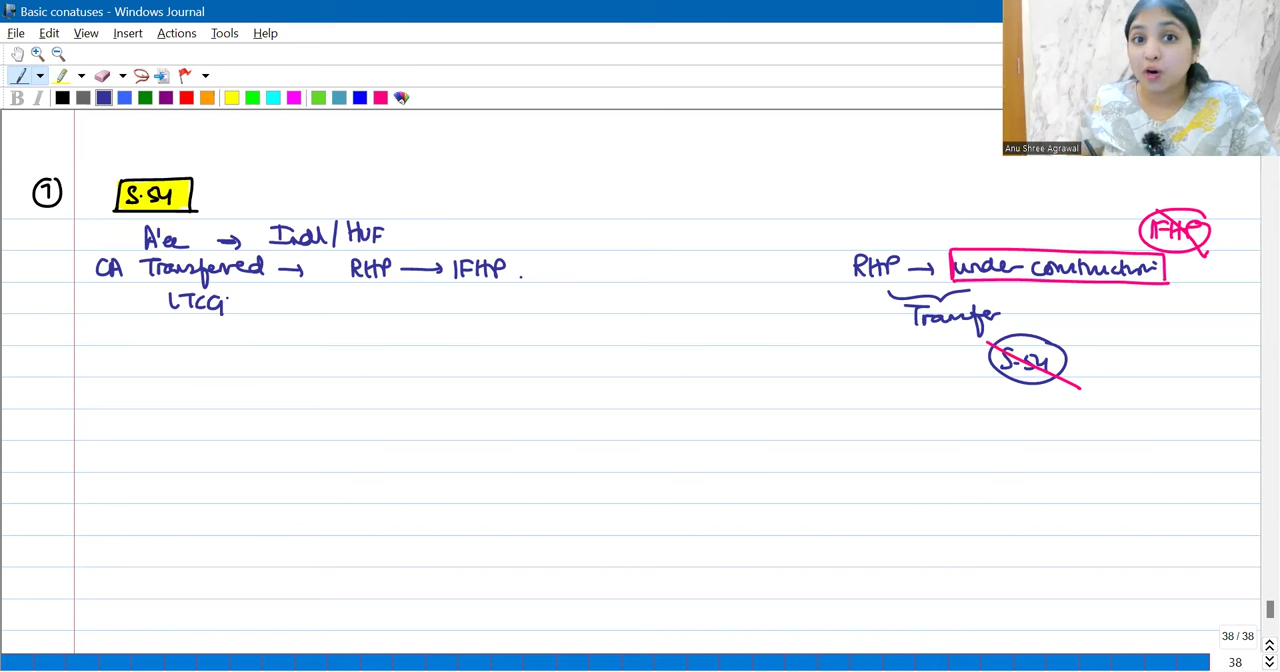 Basic conatuses - Windows Journal
File Edit View Insert Actions Tools Help
B I
Anu Shree Agrawal
1 S.54
A'ee → Indl / HUF
CA Transferred → RHP → IFHP.
LTCG
IFHP
RHP → under construction
Transfer
S-54
38 / 38
38